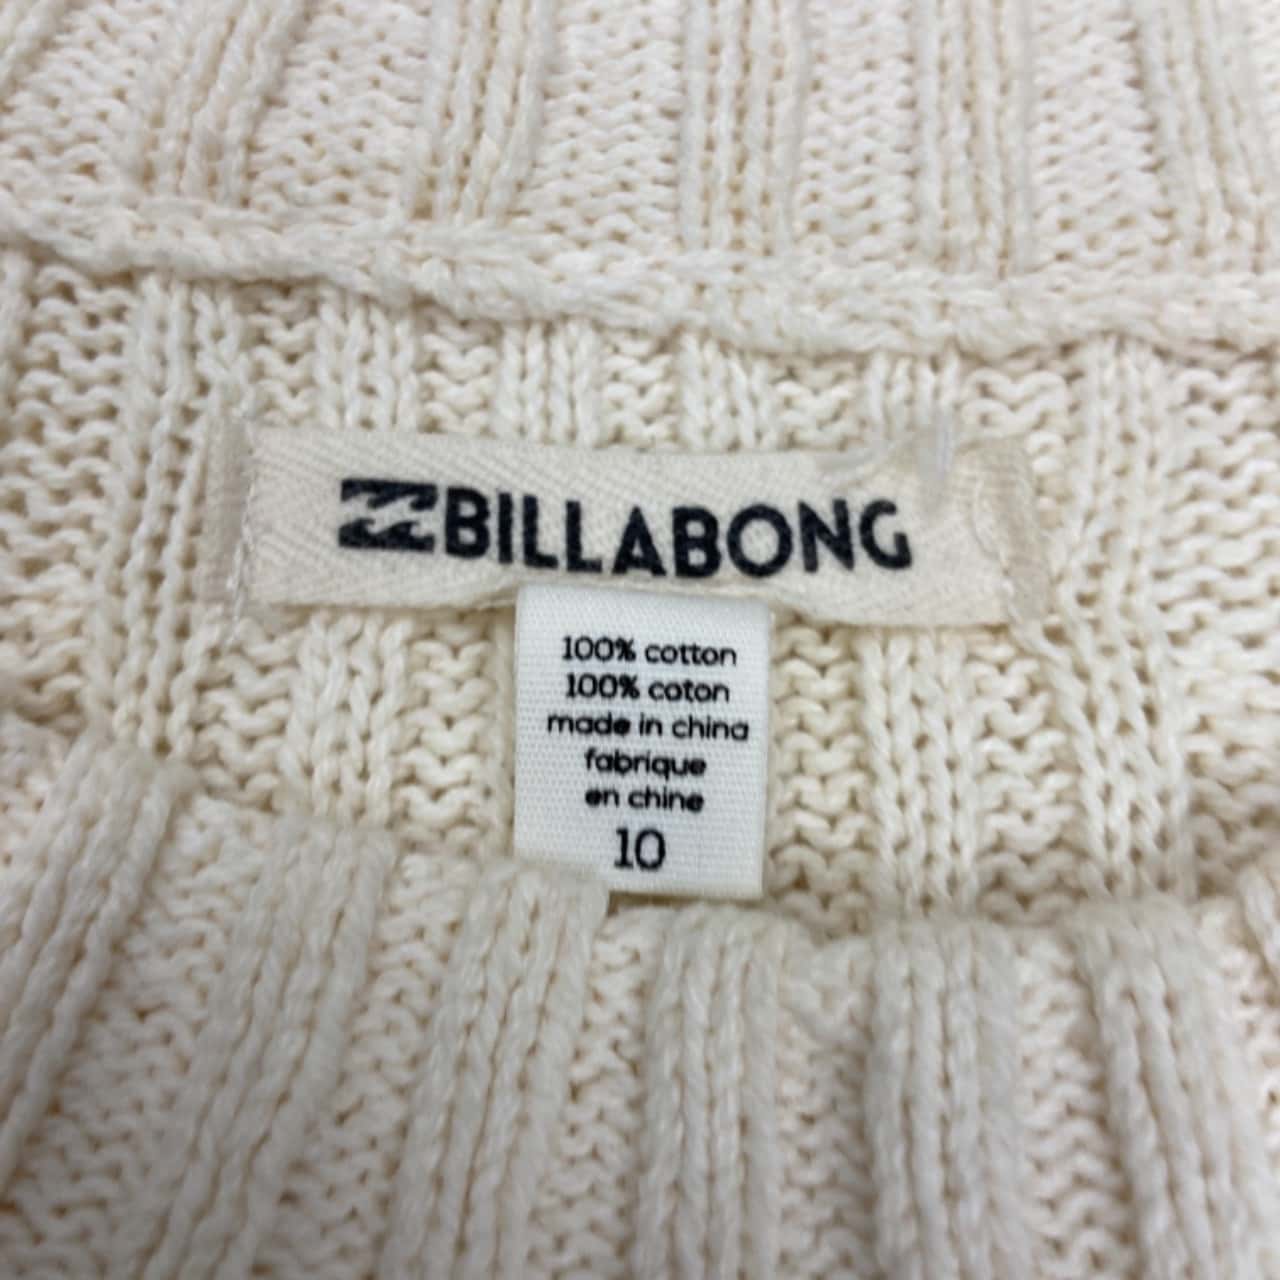 BILLABONG
100% cotton
100% coton
made in china
fabrique
en chine
10